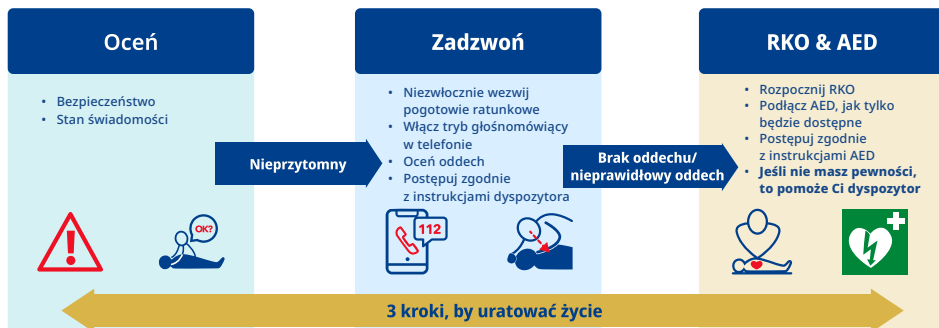 Oceń
• Bezpieczeństwo
• Stan świadomości
OK?
Nieprzytomny
Zadzwoń
• Niezwłocznie wezwij
pogotowie ratunkowe
• Włącz tryb głośnomówiący
w telefonie
• Oceń oddech
• Postępuj zgodnie
z instrukcjami dyspozytora
112
Brak oddechu/
nieprawidłowy oddech
RKO & AED
• Rozpocznij RKO
• Podłącz AED, jak tylko
będzie dostępne
• Postępuj zgodnie
z instrukcjami AED
• Jeśli nie masz pewności,
to pomoże Ci dyspozytor
3 kroki, by uratować życie